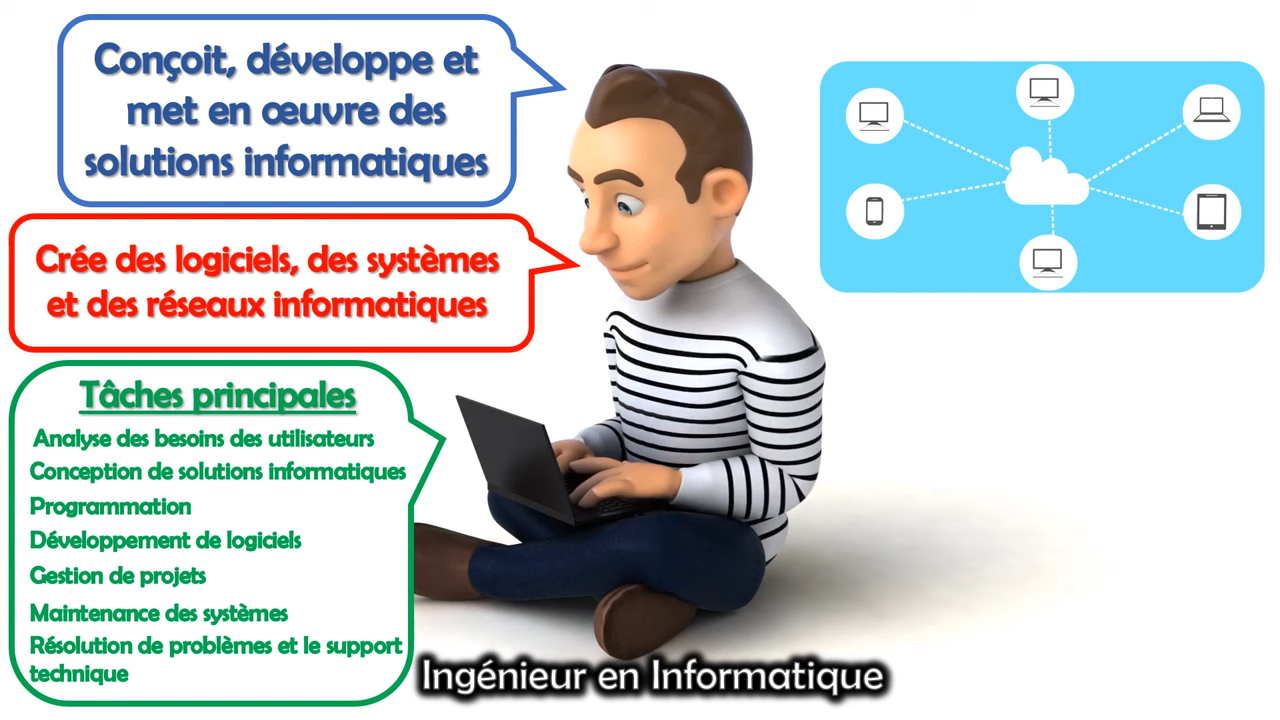 Conçoit, développe et
met en œuvre des
solutions informatiques
Crée des logiciels, des systèmes
et des réseaux informatiques
Tâches principales
Analyse des besoins des utilisateurs
Conception de solutions informatiques
Programmation
Développement de logiciels
Gestion de projets
Maintenance des systèmes
Résolution de problèmes et le support
technique
Ingénieur en Informatique